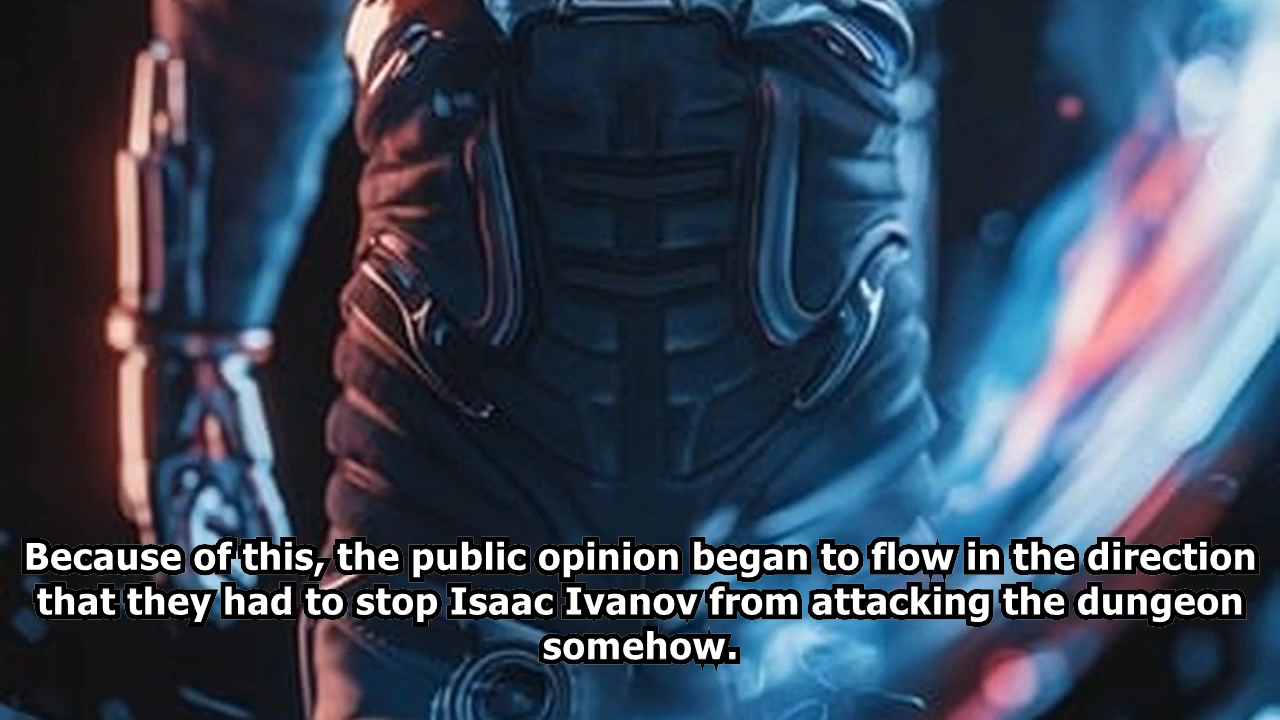 Because of this, the public opinion began to flow in the direction
that they had to stop Isaac Ivanov from attacking the dungeon
somehow.